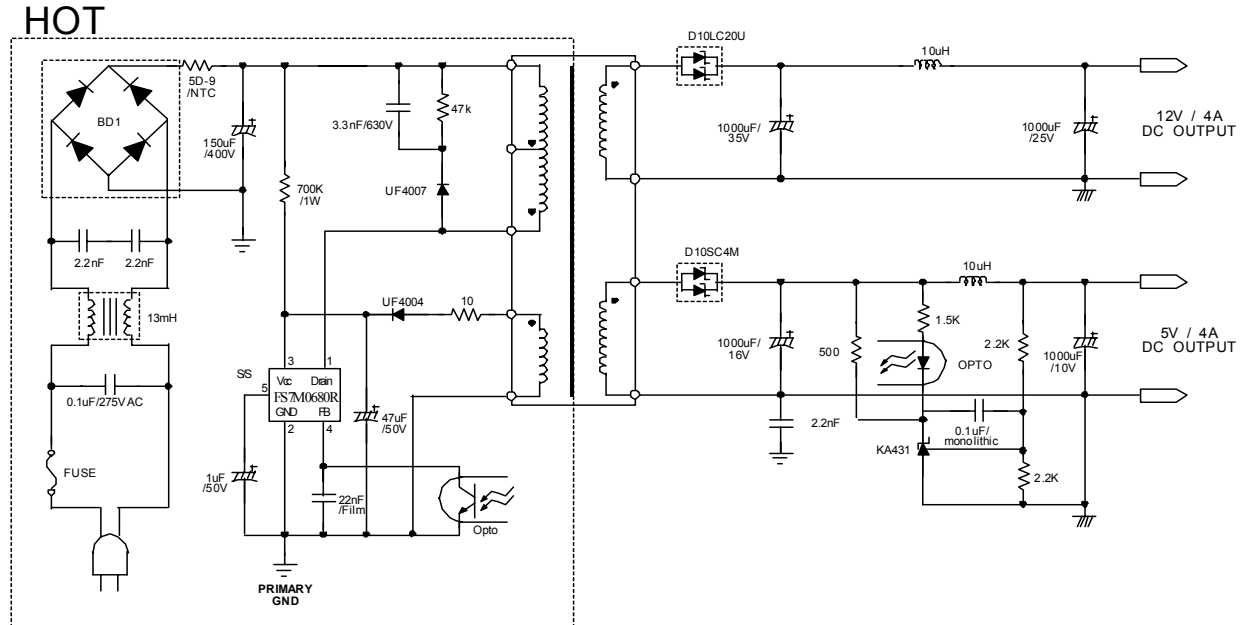 HOT
D10LC20U
10uH
5D-9
/NTC
BD1
47k
3.3nF/630V
150uF
/400V
1000uF/
35V
1000uF
/25V
12V / 4A
DC OUTPUT
UF4007
700K
/1W
2.2nF
2.2nF
D10SC4M
10uH
UF4004
10
13mH
1.5K
5V / 4A
DC OUTPUT
1000uF/
16V
500
2.2K
1000uF
/10V
OPTO
3
1
S/S
Vcc
Drain
5
FS7M0680R
GND
FB
2
4
0.1uF/275VAC
47uF
/50V
2.2nF
0.1uF/
monolithic
KA431
FUSE
1uF
/50V
22nF
/Film
2.2K
Opto
PRIMARY
GND